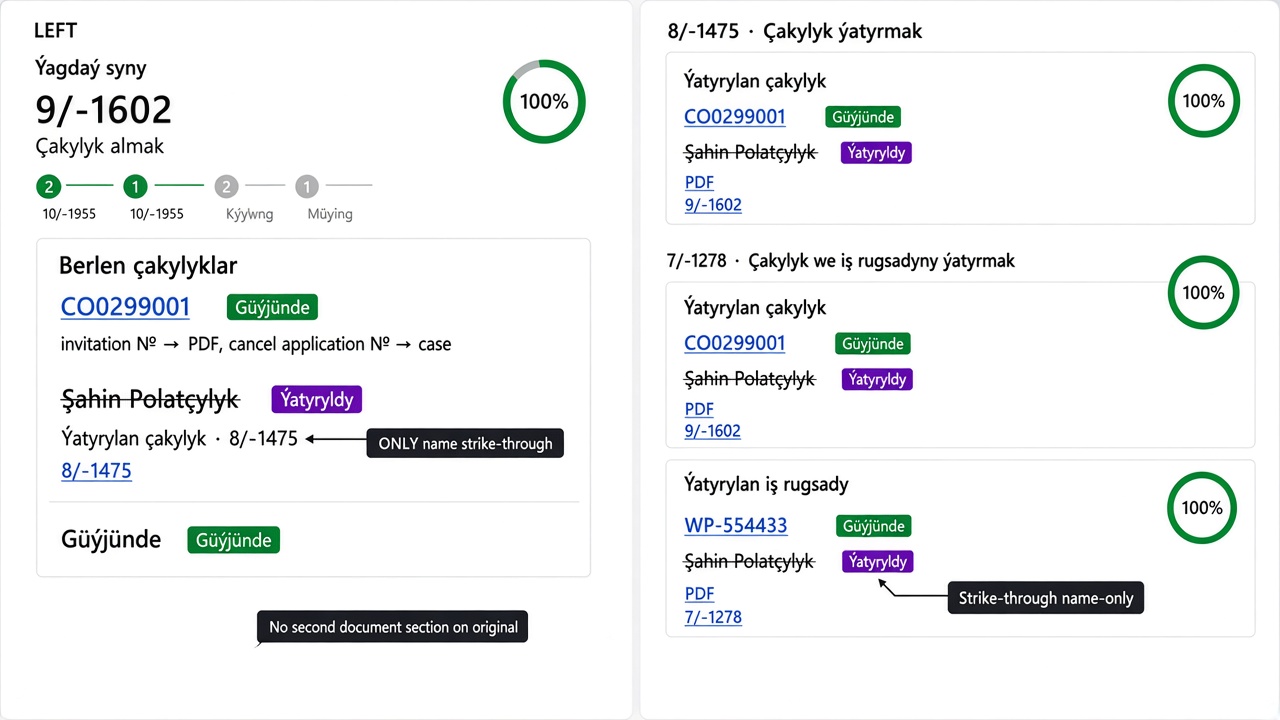 LEFT
Ýagdaý syny
9/-1602
Çakylyk almak
100%
2 1 2 1
10/-1955 10/-1955 Kýylwng Müying
Berlen çakylyklar
CO0299001 Güýjünde
invitation Nº → PDF, cancel application Nº → case
Şahin Polatçylyk Ýatyryldy
Ýatyrylan çakylyk · 8/-1475
ONLY name strike-through
8/-1475
Güýjünde Güýjünde
No second document section on original
8/-1475 · Çakylyk ýatyrmak
Ýatyrylan çakylyk
100%
CO0299001 Güýjünde
Şahin Polatçylyk Ýatyryldy
PDF
9/-1602
7/-1278 · Çakylyk we iş rugsadyny ýatyrmak
100%
Ýatyrylan çakylyk
CO0299001 Güyjünde
Şahin Polatçylyk Ýatyryldy
PDF
9/-1602
Ýatyrylan iş rugsady
100%
WP-554433 Güýjünde
Şahin Polatçylyk Ýatyryldy
PDF
7/-1278
Strike-through name-only